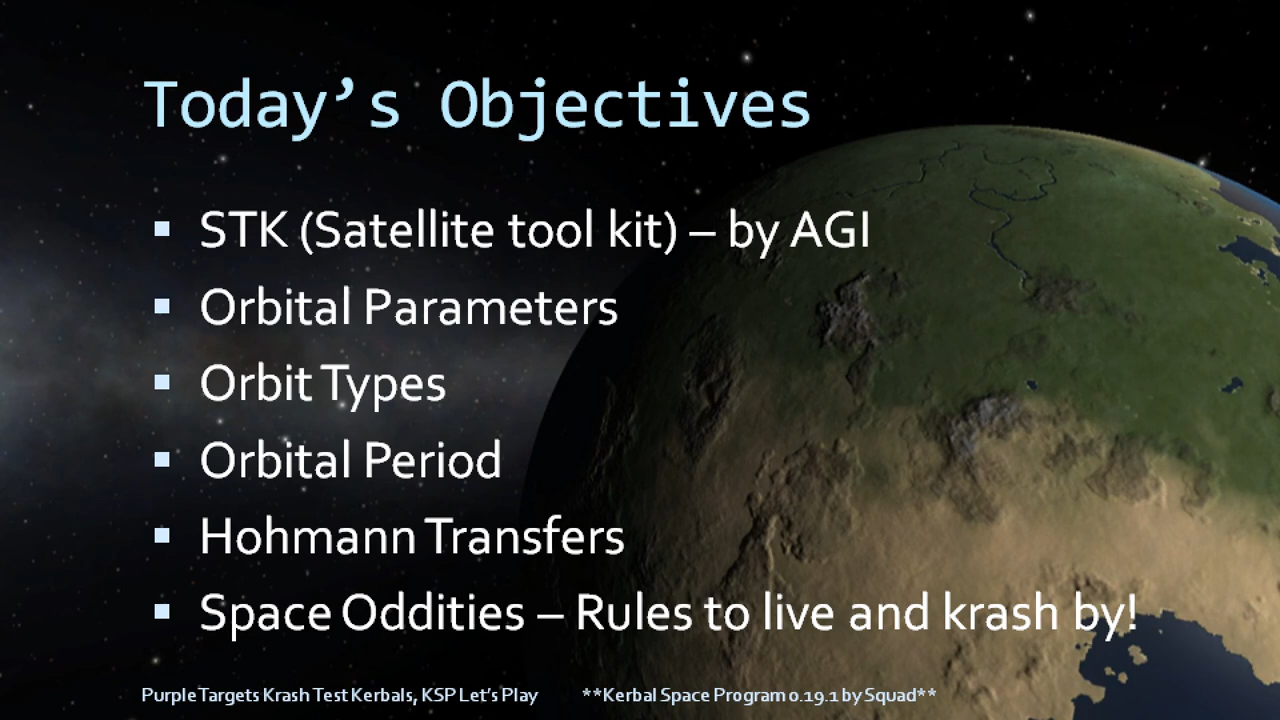 Today’s Objectives
▪ STK (Satellite tool kit) – by AGI
▪ Orbital Parameters
▪ Orbit Types
▪ Orbital Period
▪ Hohmann Transfers
▪ Space Oddities – Rules to live and krash by!
Purple Targets Krash Test Kerbals, KSP Let’s Play **Kerbal Space Program 0.19.1 by Squad**